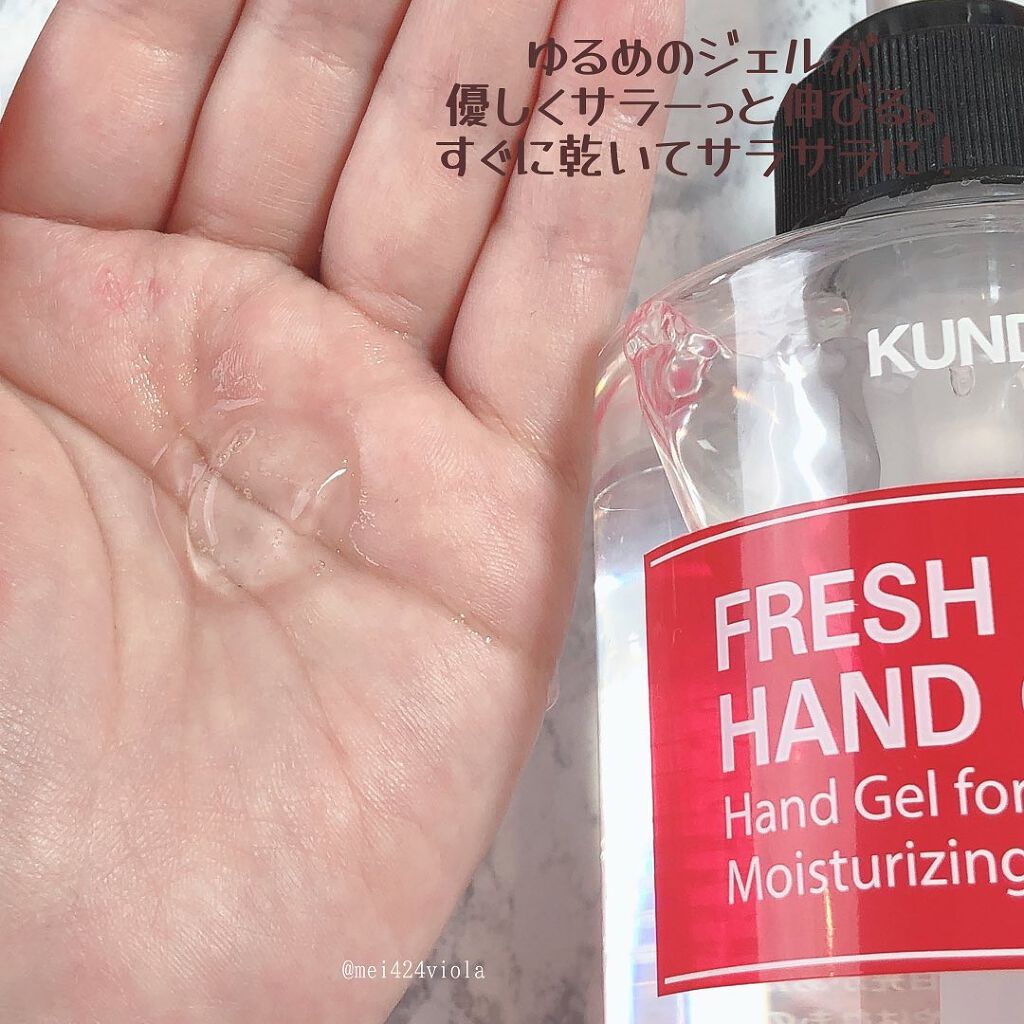 ゆるめのジェルが
優しくサラーっと伸びる。
すぐに乾いてサラサラに！
KUND
FRESH
HAND
Hand Gel for
Moisturizing
@mei424viola